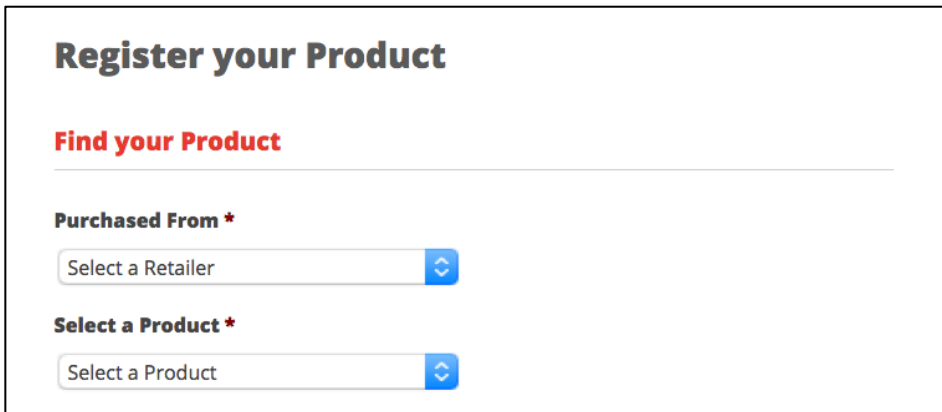 Register your Product
Find your Product
Purchased From *
Select a Retailer
Select a Product *
Select a Product